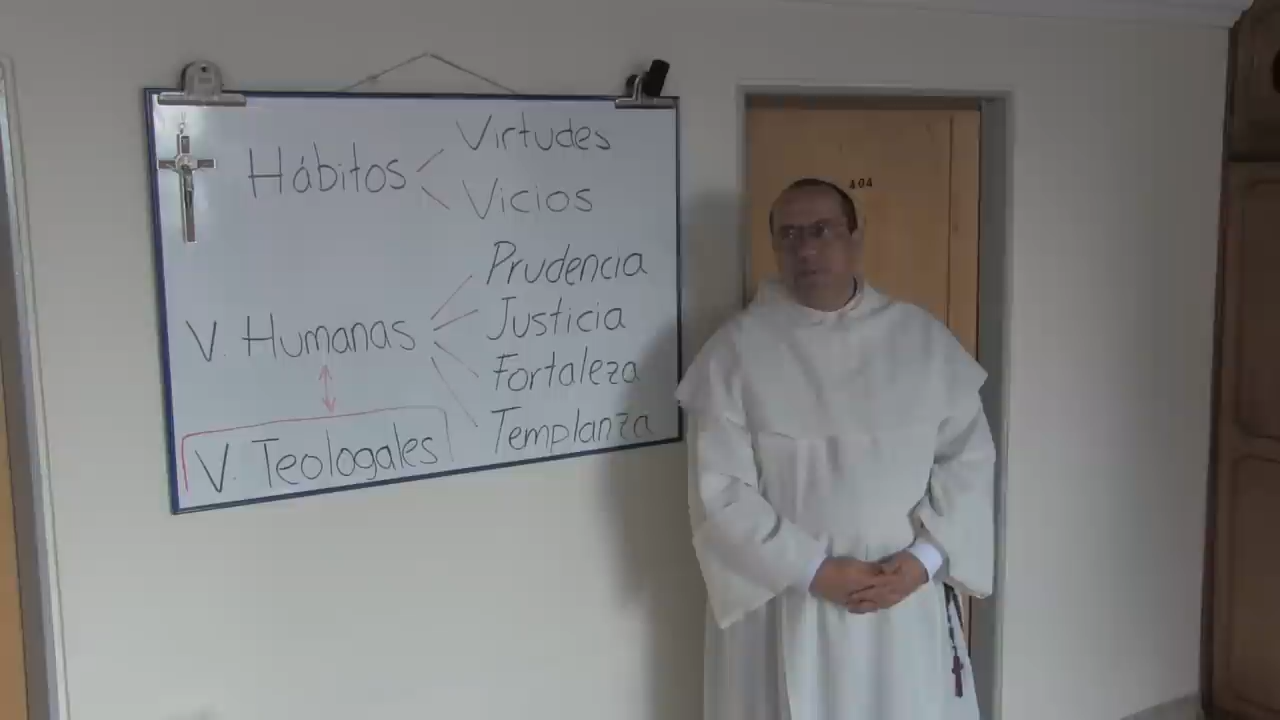 Virtudes
Hábitos
Vicios
Prudencia
Justicia
V. Humanas
Fortaleza
Templanza
V. Teologales
404